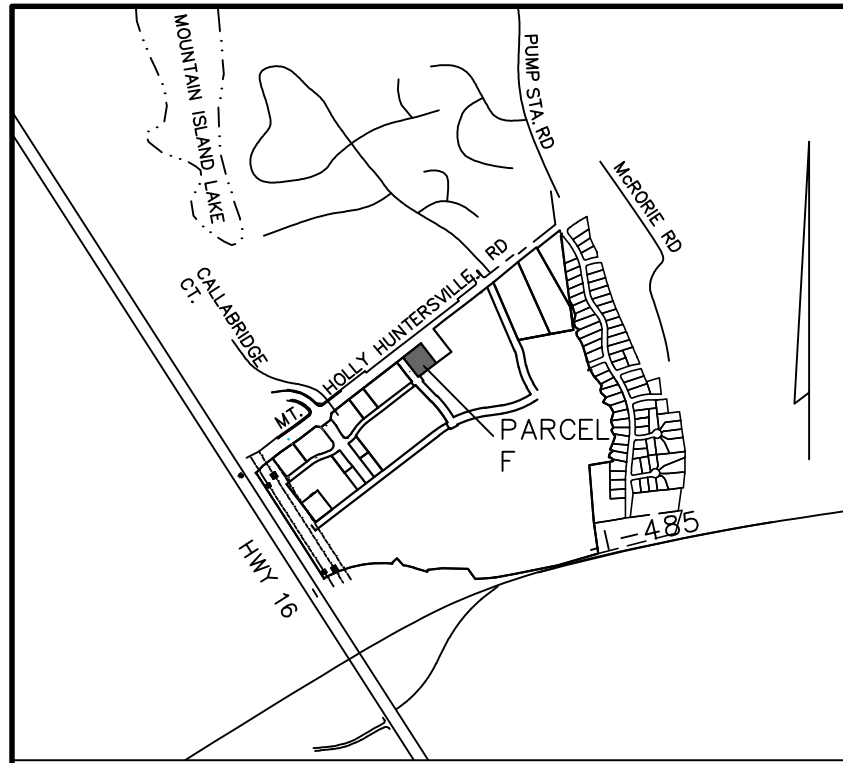 MOUNTAIN ISLAND LAKE
PUMP STA. RD
McRORIE RD
CALLABRIDGE
CT.
MT. HOLLY HUNTERSVILLE RD
PARCEL
F
I-485
HWY 16